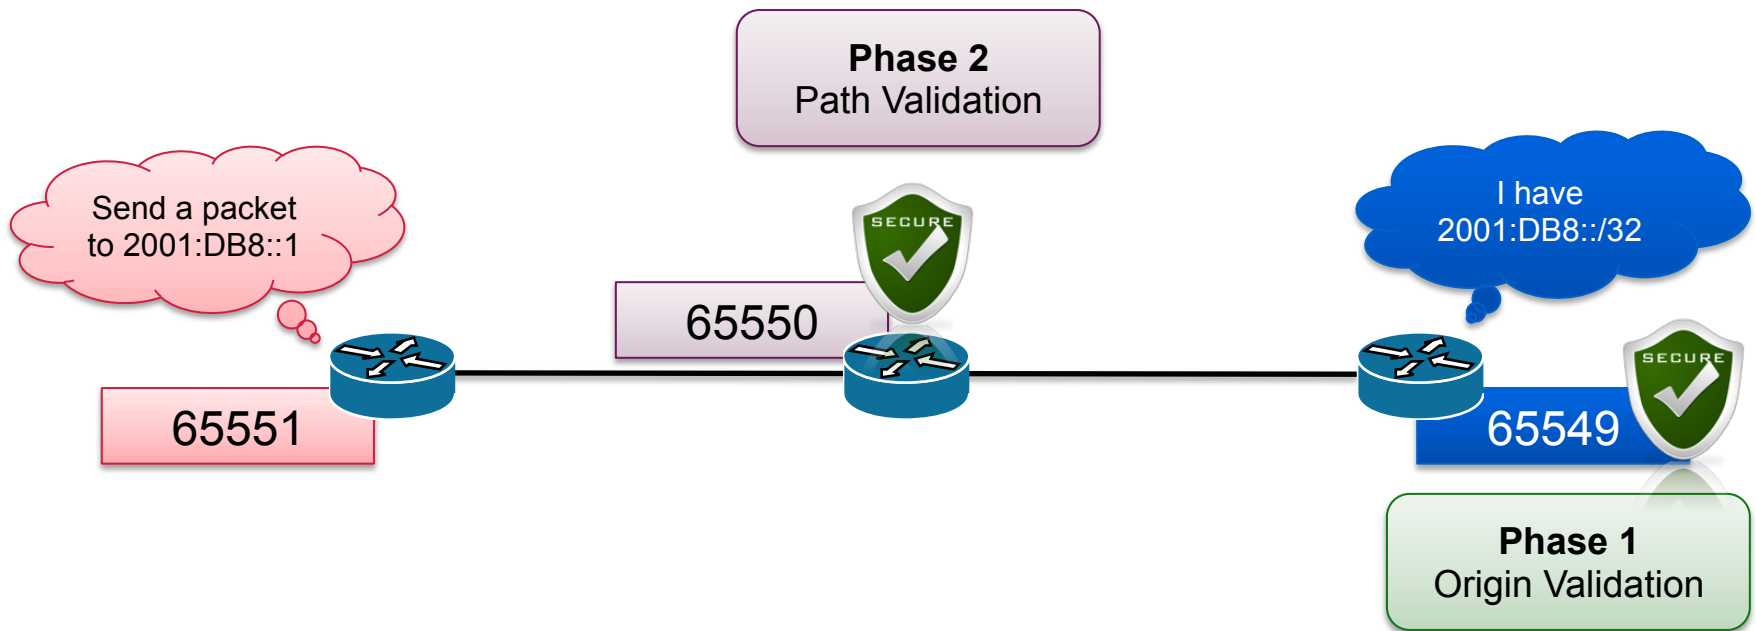 Phase 2
Path Validation
Send a packet
to 2001:DB8::1
SECURE
I have
2001:DB8::/32
65550
SECURE
65551
65549
Phase 1
Origin Validation